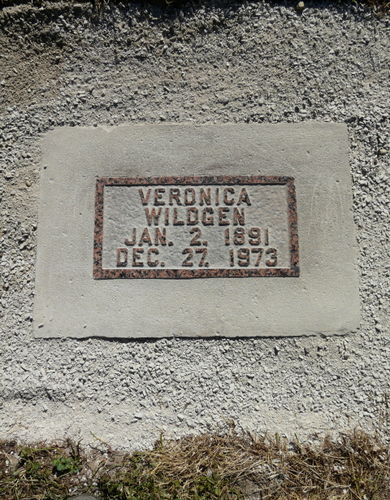 VERONICA
WILDGEN
JAN. 2. 1891
DEC. 27. 1973